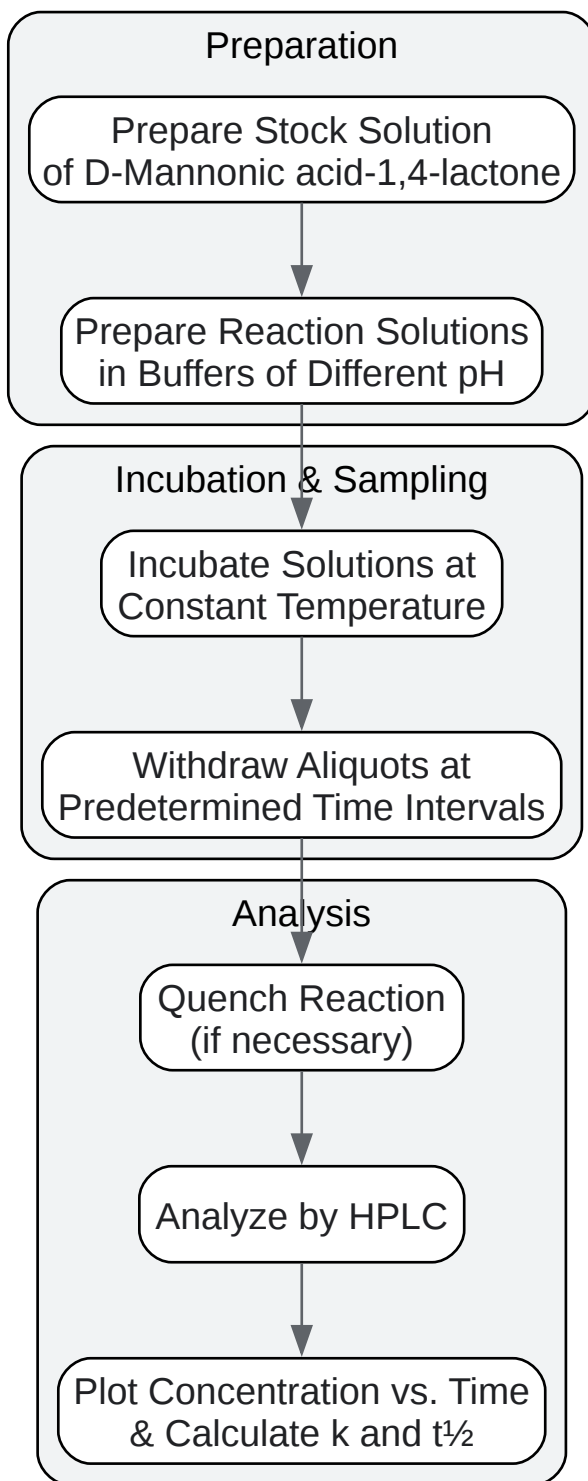 Preparation
Prepare Stock Solution
of D-Mannonic acid-1,4-lactone
Prepare Reaction Solutions
in Buffers of Different pH
Incubation & Sampling
Incubate Solutions at
Constant Temperature
Withdraw Aliquots at
Predetermined Time Intervals
Analysis
Quench Reaction
(if necessary)
Analyze by HPLC
Plot Concentration vs. Time
& Calculate k and t½